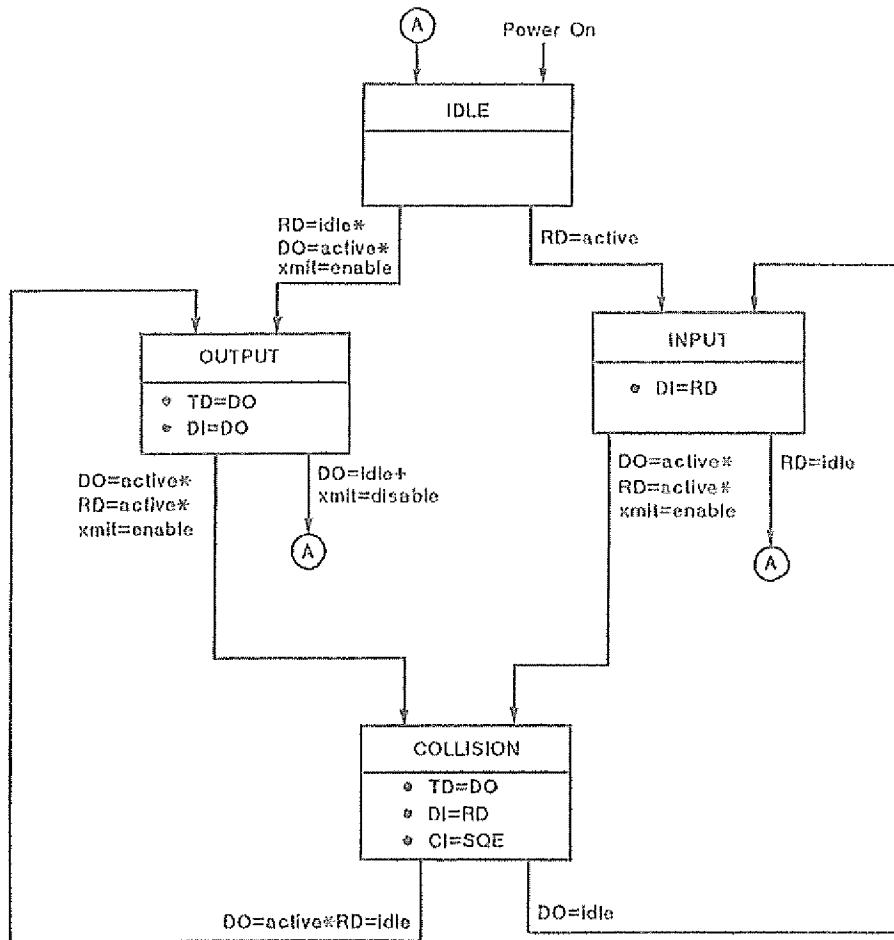 A
Power On
IDLE
RD=idle*
DO=active*
xmit=enable
RD=active
OUTPUT
• TD=DO
• DI=DO
INPUT
• DI=RD
DO=active*
RD=active*
xmit=enable
DO=idle+
xmit=disable
A
DO=active*
RD=active*
xmit=enable
RD=idle
A
COLLISION
• TD=DO
• DI=RD
• CI=SQE
DO=active*RD=idle
DO=idle